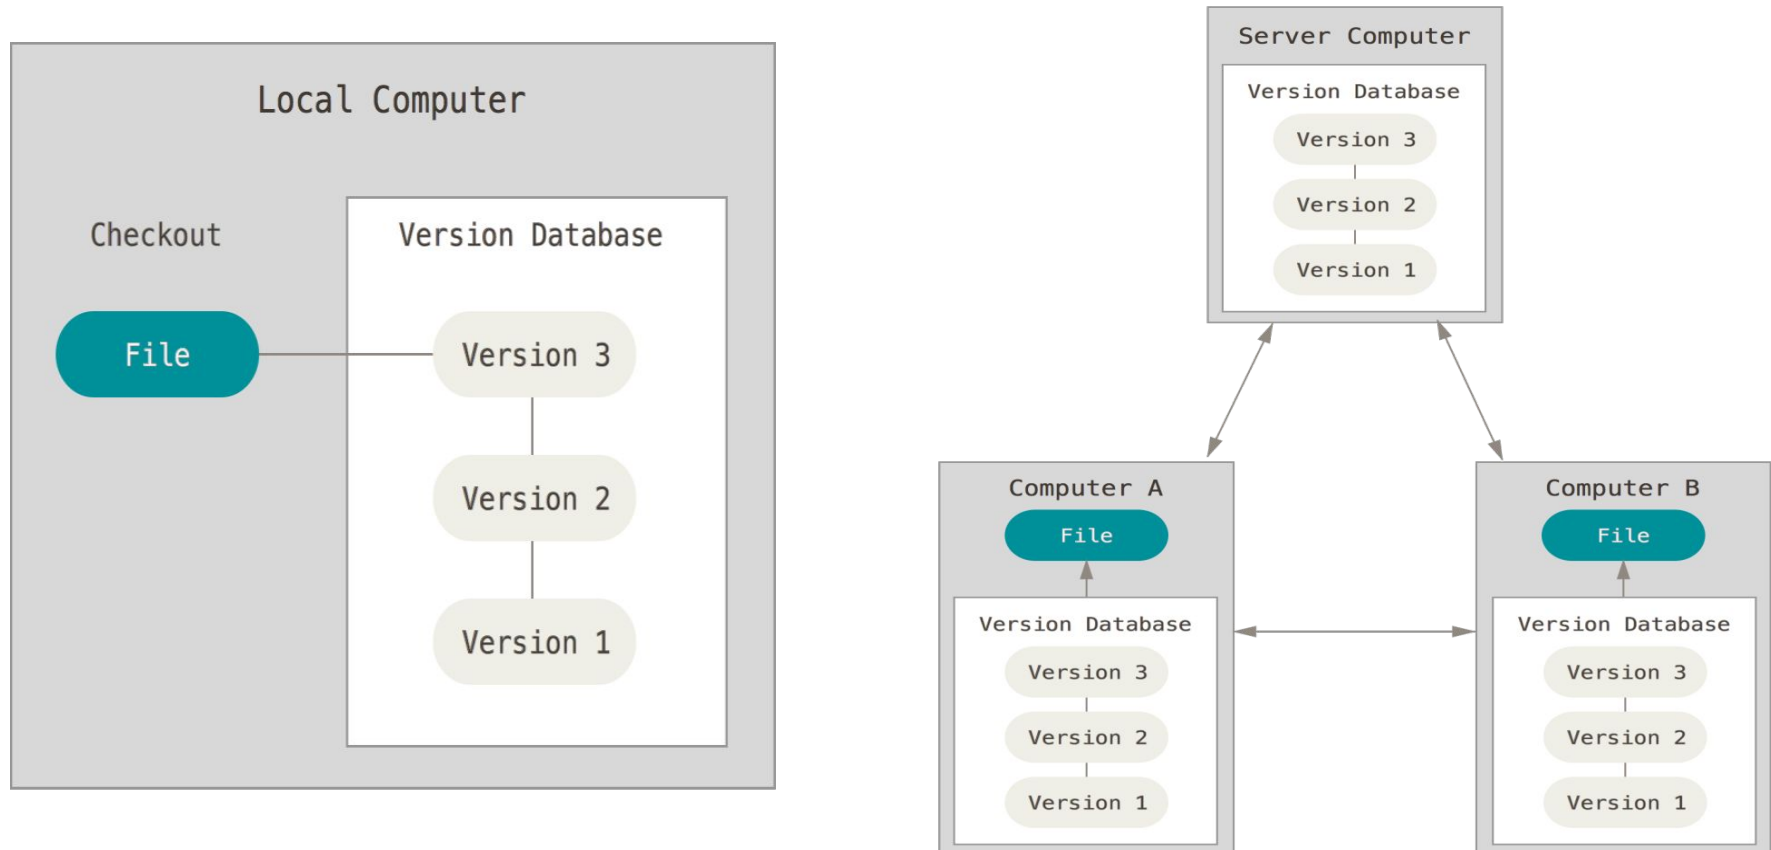 Local Computer
Checkout
Version Database
File
Version 3
Version 2
Version 1
Server Computer
Version Database
Version 3
Version 2
Version 1
Computer A
File
Version Database
Version 3
Version 2
Version 1
Computer B
File
Version Database
Version 3
Version 2
Version 1